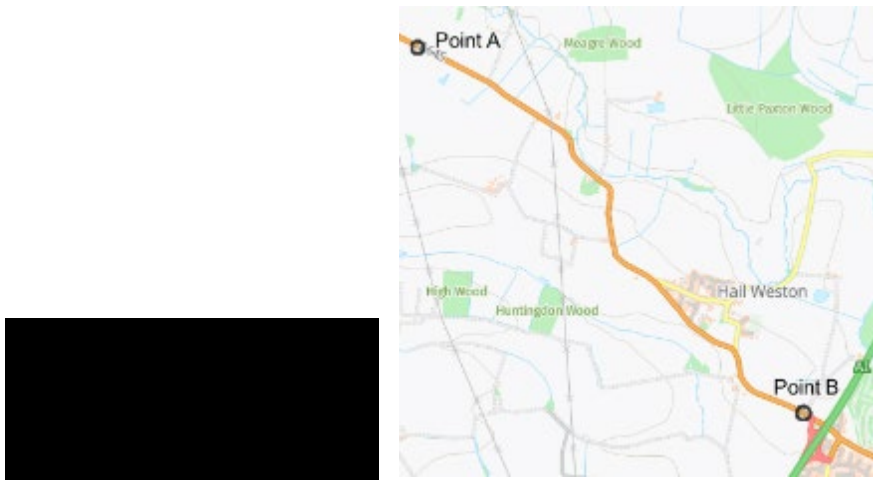 Point A
Meagre Wood
Little Paxton Wood
High Wood
Hail Weston
Huntingdon Wood
A1
Point B